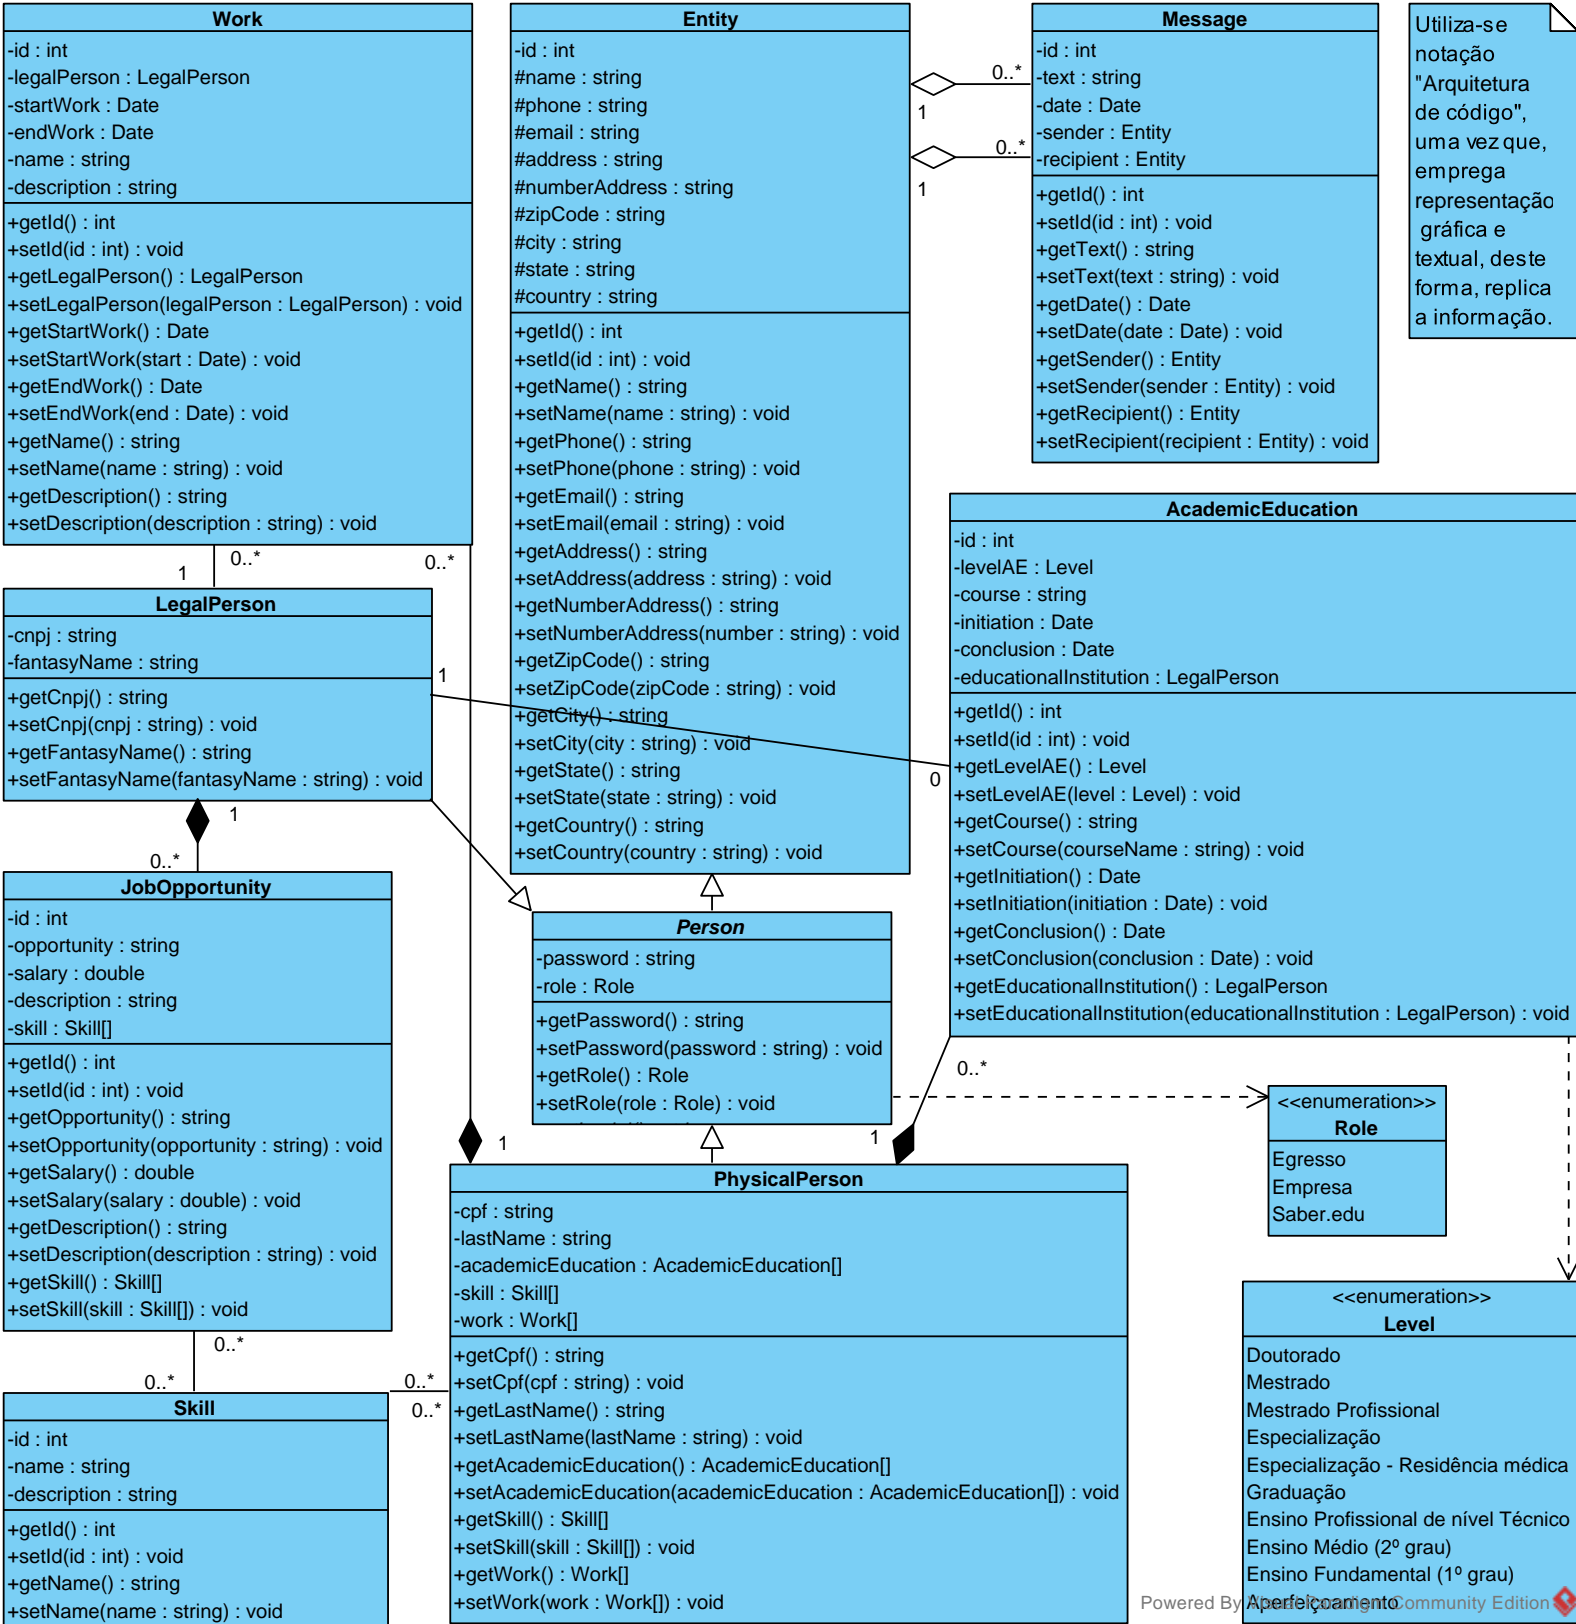 Work
-id : int
-legalPerson : LegalPerson
-startWork : Date
-endWork : Date
-name : string
-description : string
+getId() : int
+setId(id : int) : void
+getLegalPerson() : LegalPerson
+setLegalPerson(legalPerson : LegalPerson) : void
+getStartWork() : Date
+setStartWork(start : Date) : void
+getEndWork() : Date
+setEndWork(end : Date) : void
+getName() : string
+setName(name : string) : void
+getDescription() : string
+setDescription(description : string) : void
1
0..*
0..*
LegalPerson
-cnpj : string
-fantasyName : string
+getCnpj() : string
+setCnpj(cnpj : string) : void
+getFantasyName() : string
+setFantasyName(fantasyName : string) : void
1
1
0..*
JobOpportunity
-id : int
-opportunity : string
-salary : double
-description : string
-skill : Skill[]
+getId() : int
+setId(id : int) : void
+getOpportunity() : string
+setOpportunity(opportunity : string) : void
+getSalary() : double
+setSalary(salary : double) : void
+getDescription() : string
+setDescription(description : string) : void
+getSkill() : Skill[]
+setSkill(skill : Skill[]) : void
0..*
0..*
Skill
-id : int
-name : string
-description : string
+getId() : int
+setId(id : int) : void
+getName() : string
+setName(name : string) : void
Entity
-id : int
#name : string
#phone : string
#email : string
#address : string
#numberAddress : string
#zipCode : string
#city : string
#state : string
#country : string
+getId() : int
+setId(id : int) : void
+getName() : string
+setName(name : string) : void
+getPhone() : string
+setPhone(phone : string) : void
+getEmail() : string
+setEmail(email : string) : void
+getAddress() : string
+setAddress(address : string) : void
+getNumberAddress() : string
+setNumberAddress(number : string) : void
+getZipCode() : string
+setZipCode(zipCode : string) : void
+getCity() : string
+setCity(city : string) : void
+getState() : string
+setState(state : string) : void
+getCountry() : string
+setCountry(country : string) : void
0..*
1
0..*
1
Person
-password : string
-role : Role
+getPassword() : string
+setPassword(password : string) : void
+getRole() : Role
+setRole(role : Role) : void
1
1
PhysicalPerson
-cpf : string
-lastName : string
-academicEducation : AcademicEducation[]
-skill : Skill[]
-work : Work[]
+getCpf() : string
+setCpf(cpf : string) : void
+getLastName() : string
+setLastName(lastName : string) : void
+getAcademicEducation() : AcademicEducation[]
+setAcademicEducation(academicEducation : AcademicEducation[]) : void
+getSkill() : Skill[]
+setSkill(skill : Skill[]) : void
+getWork() : Work[]
+setWork(work : Work[]) : void
0..*
0..*
Message
-id : int
-text : string
-date : Date
-sender : Entity
-recipient : Entity
+getId() : int
+setId(id : int) : void
+getText() : string
+setText(text : string) : void
+getDate() : Date
+setDate(date : Date) : void
+getSender() : Entity
+setSender(sender : Entity) : void
+getRecipient() : Entity
+setRecipient(recipient : Entity) : void
Utiliza-se
notação
"Arquitetura
de código",
uma vez que,
emprega
representação
gráfica e
textual, deste
forma, replica
a informação.
AcademicEducation
-id : int
-levelAE : Level
-course : string
-initiation : Date
-conclusion : Date
-educationalInstitution : LegalPerson
+getId() : int
+setId(id : int) : void
+getLevelAE() : Level
+setLevelAE(level : Level) : void
+getCourse() : string
+setCourse(courseName : string) : void
+getInitiation() : Date
+setInitiation(initiation : Date) : void
+getConclusion() : Date
+setConclusion(conclusion : Date) : void
+getEducationalInstitution() : LegalPerson
+setEducationalInstitution(educationalInstitution : LegalPerson) : void
0
0..*
<<enumeration>>
Role
Egresso
Empresa
Saber.edu
<<enumeration>>
Level
Doutorado
Mestrado
Mestrado Profissional
Especialização
Especialização - Residência médica
Graduação
Ensino Profissional de nível Técnico
Ensino Médio (2º grau)
Ensino Fundamental (1º grau)
Aperfeiçoamento
Powered By Visual Paradigm Community Edition